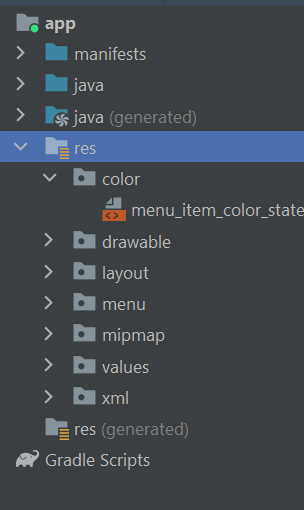 app
manifests
java
java (generated)
res
color
menu_item_color_state
drawable
layout
menu
mipmap
values
xml
res (generated)
Gradle Scripts